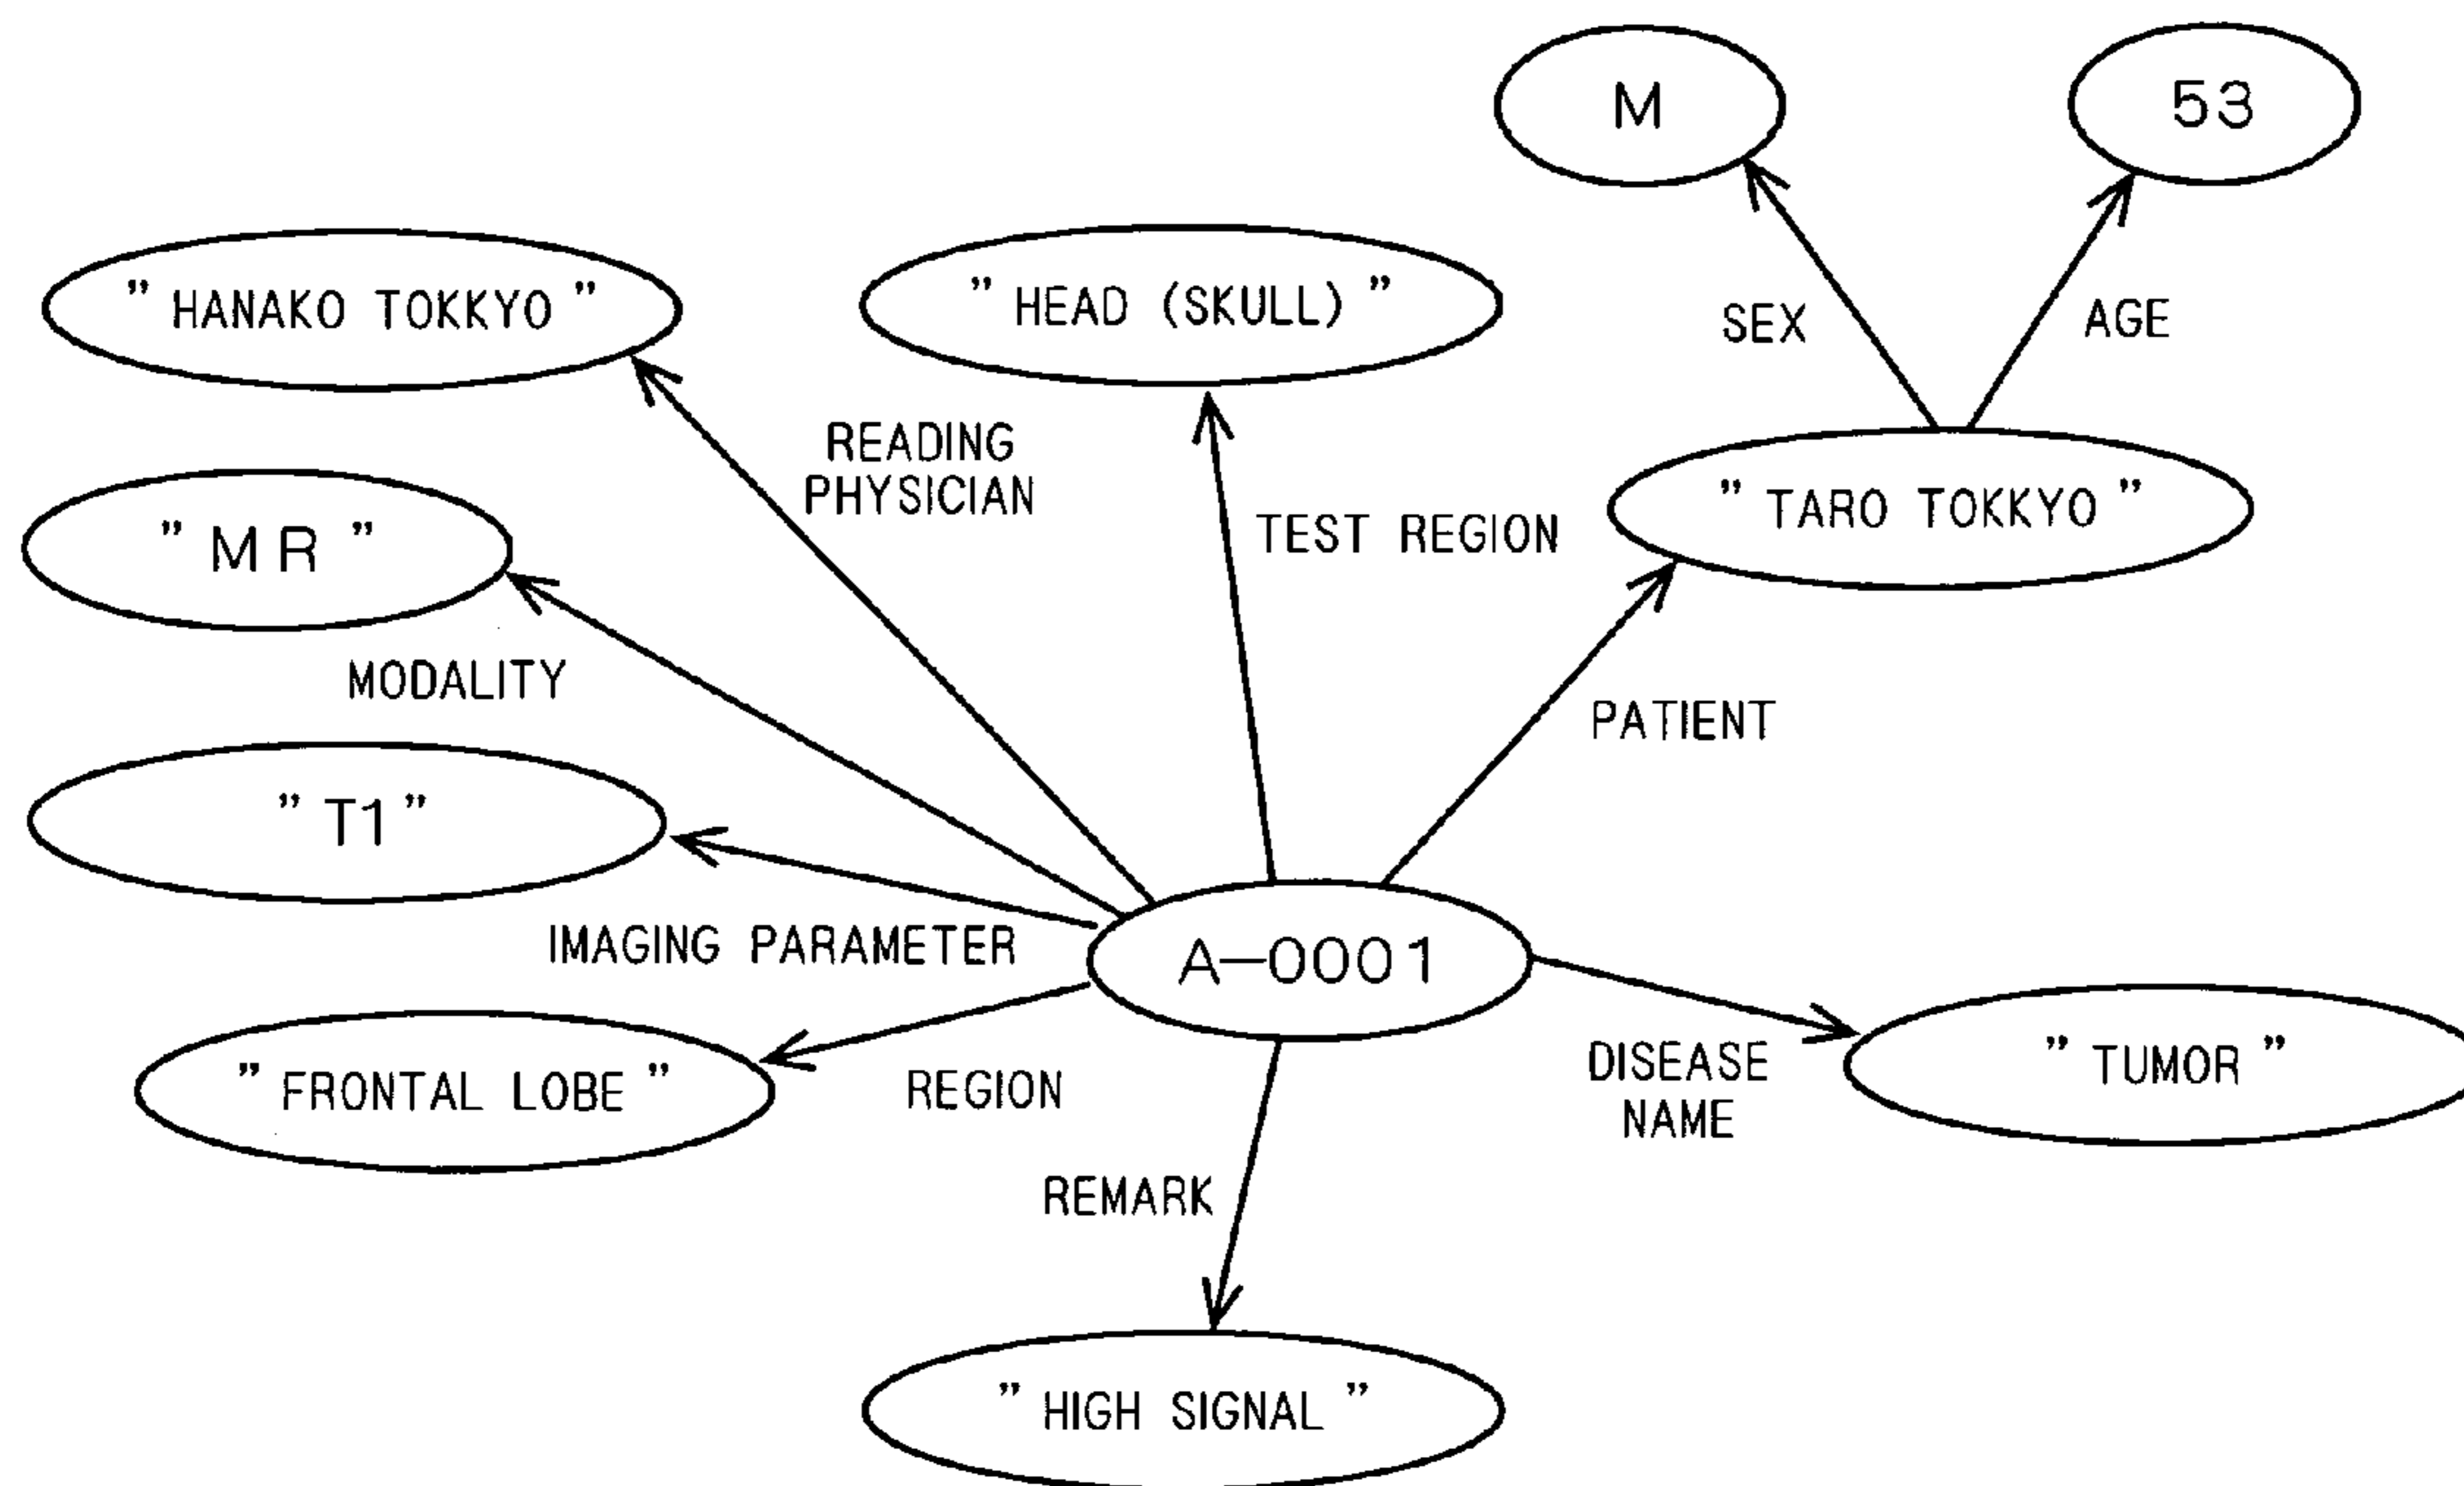 M
53
" HANAKO TOKKYO "
" HEAD (SKULL) "
SEX
AGE
READING
PHYSICIAN
" MR "
TEST REGION
" TARO TOKKYO "
MODALITY
PATIENT
" T1 "
IMAGING PARAMETER
A-0001
" FRONTAL LOBE "
REGION
DISEASE
NAME
" TUMOR "
REMARK
" HIGH SIGNAL "